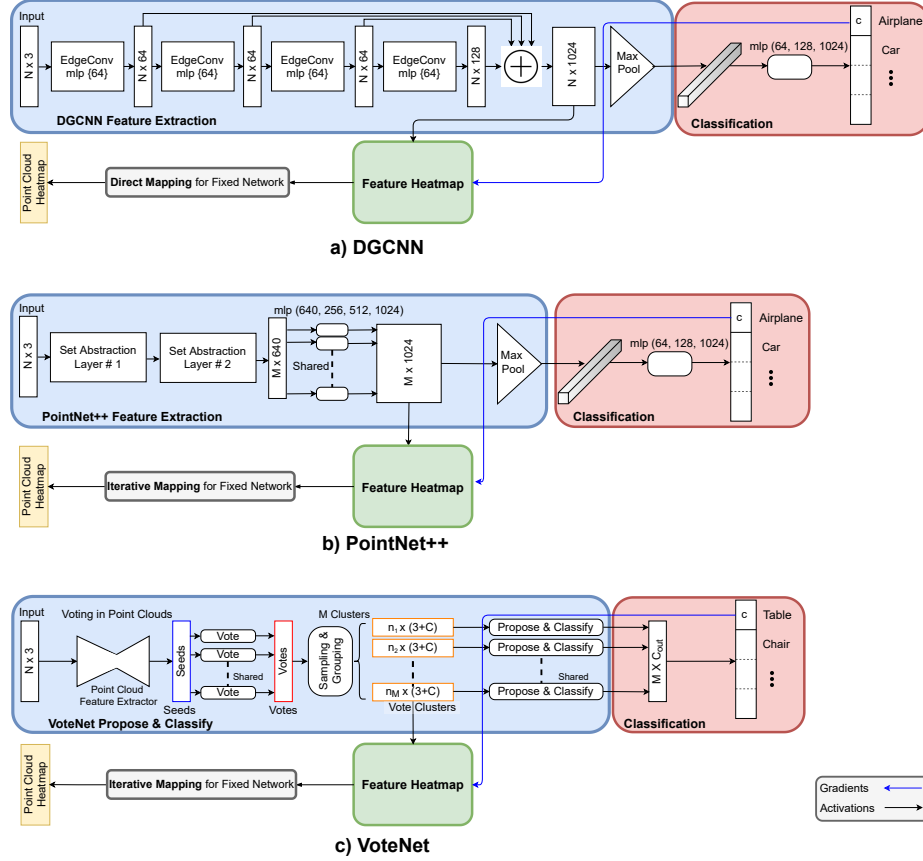 Input
N x 3
EdgeConv
mlp {64}
N x 64
EdgeConv
mlp {64}
N x 64
EdgeConv
mlp {64}
N x 64
EdgeConv
mlp {64}
N x 128
N x 1024
Max
Pool
mlp (64, 128, 1024)
c
Airplane
Car
DGCNN Feature Extraction
Classification
Point Cloud
Heatmap
Direct Mapping for Fixed Network
Feature Heatmap
a) DGCNN
Input
N x 3
Set Abstraction
Layer # 1
Set Abstraction
Layer # 2
M x 640
mlp (640, 256, 512, 1024)
Shared
M x 1024
Max
Pool
mlp (64, 128, 1024)
c
Airplane
Car
PointNet++ Feature Extraction
Classification
Point Cloud
Heatmap
Iterative Mapping for Fixed Network
Feature Heatmap
b) PointNet++
Input
N x 3
Voting in Point Clouds
Point Cloud
Feature Extractor
Seeds
Seeds
Vote
Vote
Shared
Vote
Votes
Votes
Sampling &
Grouping
M Clusters
n1 x (3+C)
n2 x (3+C)
nM x (3+C)
Vote Clusters
Propose & Classify
Propose & Classify
Shared
Propose & Classify
M X Cout
c
Table
Chair
VoteNet Propose & Classify
Classification
Point Cloud
Heatmap
Iterative Mapping for Fixed Network
Feature Heatmap
Gradients
Activations
c) VoteNet